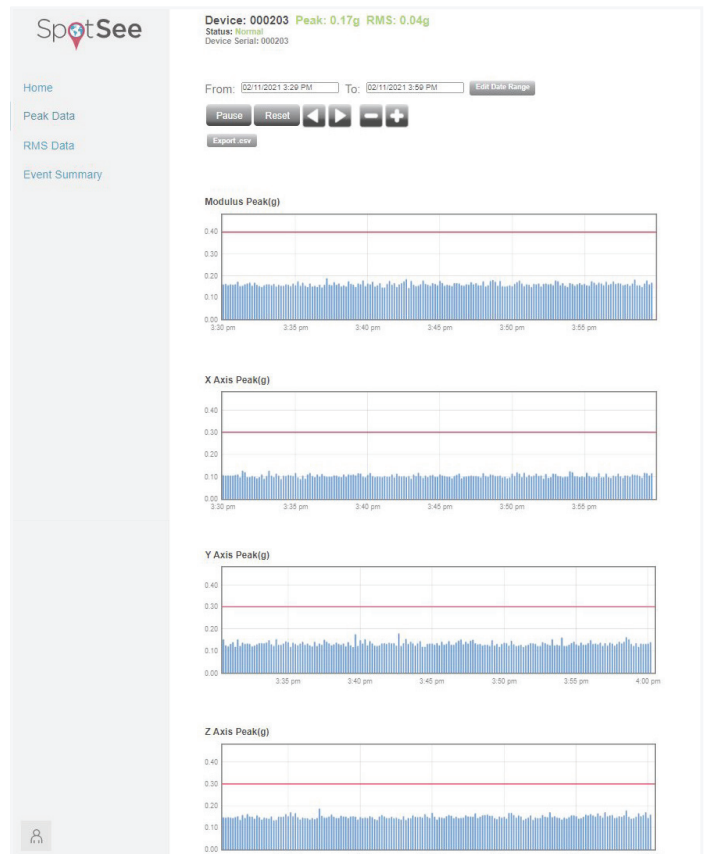 SpotSee
Home
Peak Data
RMS Data
Event Summary
Device: 000203 Peak: 0.17g RMS: 0.04g
Status: Normal
Device Serial: 000203
From: 02/11/2021 3:29 PM To: 02/11/2021 3:59 PM Edit Date Range
Pause Reset
Export .csv
Modulus Peak(g)
0.40
0.30
0.20
0.10
0.00
3:30 pm 3:35 pm 3:40 pm 3:45 pm 3:50 pm 3:55 pm
X Axis Peak(g)
0.40
0.30
0.20
0.10
0.00
3:30 pm 3:35 pm 3:40 pm 3:45 pm 3:50 pm 3:55 pm
Y Axis Peak(g)
0.40
0.30
0.20
0.10
0.00
3:35 pm 3:40 pm 3:45 pm 3:50 pm 3:55 pm 4:00 pm
Z Axis Peak(g)
0.40
0.30
0.20
0.10
0.00